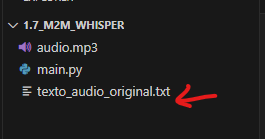 1.7_M2M_WHISPER
audio.mp3
main.py
texto_audio_original.txt